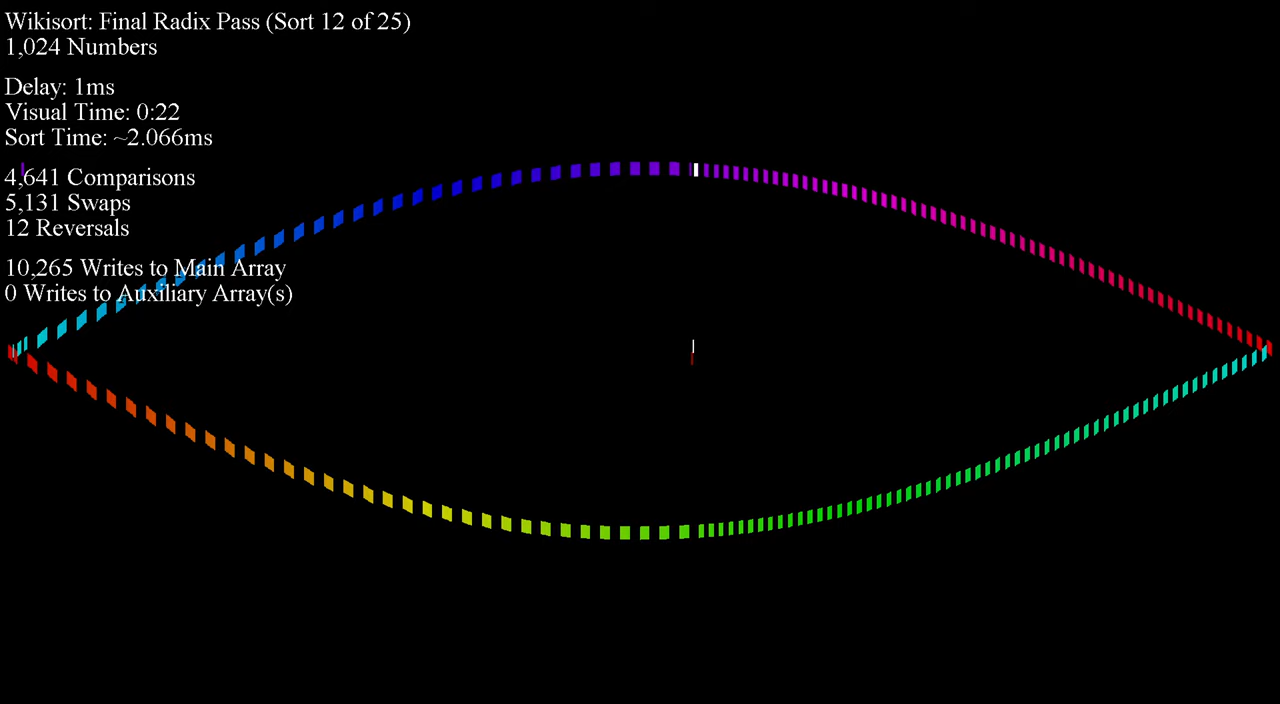 Wikisort: Final Radix Pass (Sort 12 of 25)
1,024 Numbers
Delay: 1ms
Visual Time: 0:22
Sort Time: ~2.066ms
4,641 Comparisons
5,131 Swaps
12 Reversals
10,265 Writes to Main Array
0 Writes to Auxiliary Array(s)